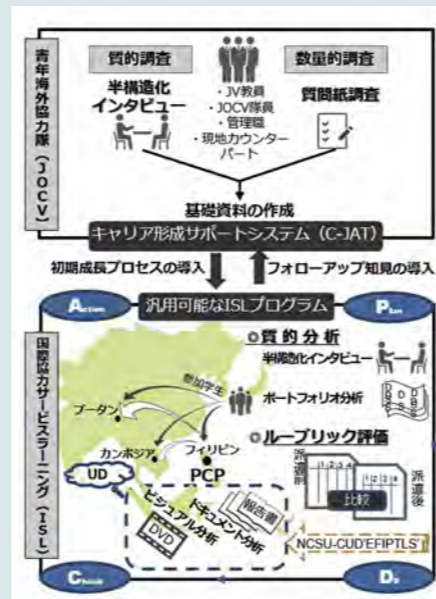 青年海外協力隊(JOCV)
質的調査
半構造化
インタビュー
・JV教員
・JOCV隊員
・管理職
・現地カウンター
パート
数量的調査
質問紙調査
基礎資料の作成
キャリア形成サポートシステム(C-JAT)
初期成長プロセスの導入
フォローアップ知見の導入
Action
汎用可能なISLプログラム
Plan
国際協力サービスラーニング(ISL)
◎質的分析
半構造化インタビュー
ポートフォリオ分析
参加学生
ブータン
カンボジア
フィリピン
PCP
UD
◎ルーブリック評価
派遣前
1 2 3 4
比較
派遣後
ビジュアル分析
DVD
ドキュメント分析
報告書
NCSU-CUD'EFIPTLS'
Check
Do